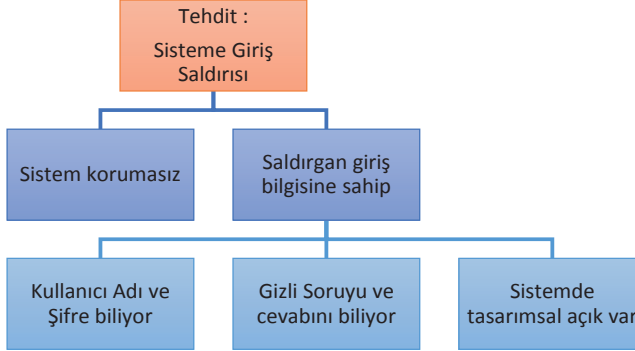 Tehdit :
Sisteme Giriş
Saldırısı
Sistem korumasız
Saldırgan giriş
bilgisine sahip
Kullanıcı Adı ve
Şifre biliyor
Gizli Soruyu ve
cevabını biliyor
Sistemde
tasarımsal açık var